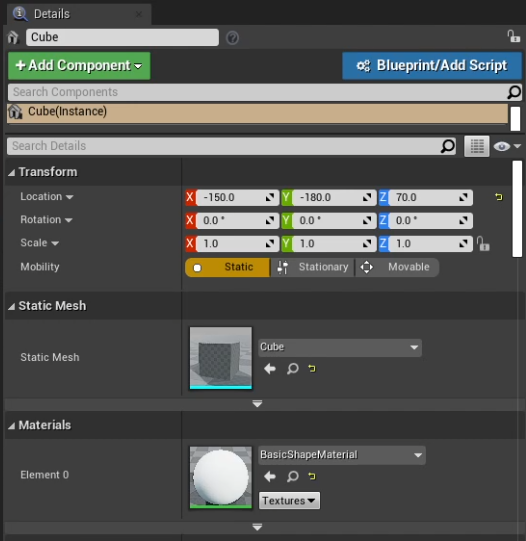 Details
Cube
+ Add Component
Blueprint/Add Script
Search Components
Cube(Instance)
Search Details
Transform
Location X -150.0 Y -180.0 Z 70.0
Rotation X 0.0 ° Y 0.0 ° Z 0.0 °
Scale X 1.0 Y 1.0 Z 1.0
Mobility Static Stationary Movable
Static Mesh
Static Mesh Cube
Materials
Element 0 BasicShapeMaterial
Textures